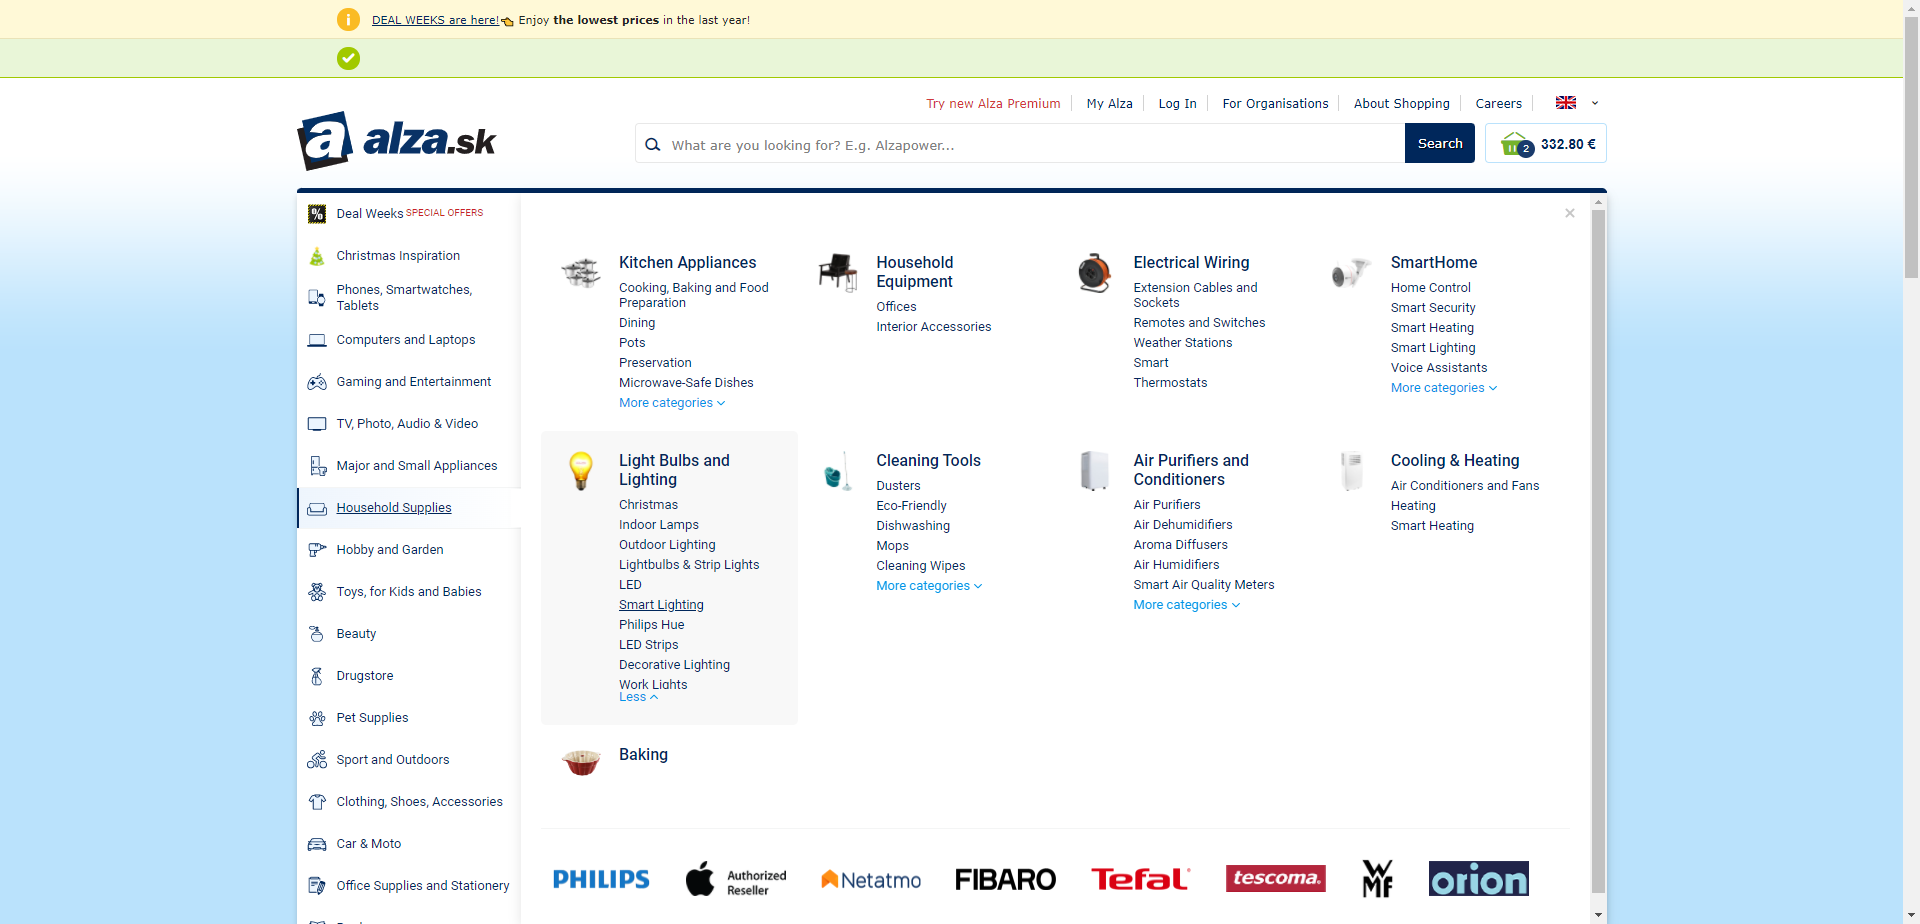 DEAL WEEKS are here! Enjoy the lowest prices in the last year!
Try new Alza Premium
My Alza
Log In
For Organisations
About Shopping
Careers
alza.sk
What are you looking for? E.g. Alzapower...
Search
2
332.80 €
Deal Weeks SPECIAL OFFERS
Christmas Inspiration
Phones, Smartwatches,
Tablets
Computers and Laptops
Gaming and Entertainment
TV, Photo, Audio & Video
Major and Small Appliances
Household Supplies
Hobby and Garden
Toys, for Kids and Babies
Beauty
Drugstore
Pet Supplies
Sport and Outdoors
Clothing, Shoes, Accessories
Car & Moto
Office Supplies and Stationery
Kitchen Appliances
Cooking, Baking and Food
Preparation
Dining
Pots
Preservation
Microwave-Safe Dishes
More categories
Household
Equipment
Offices
Interior Accessories
Electrical Wiring
Extension Cables and
Sockets
Remotes and Switches
Weather Stations
Smart
Thermostats
SmartHome
Home Control
Smart Security
Smart Heating
Smart Lighting
Voice Assistants
More categories
Light Bulbs and
Lighting
Christmas
Indoor Lamps
Outdoor Lighting
Lightbulbs & Strip Lights
LED
Smart Lighting
Philips Hue
LED Strips
Decorative Lighting
Work Lights
Less
Cleaning Tools
Dusters
Eco-Friendly
Dishwashing
Mops
Cleaning Wipes
More categories
Air Purifiers and
Conditioners
Air Purifiers
Air Dehumidifiers
Aroma Diffusers
Air Humidifiers
Smart Air Quality Meters
More categories
Cooling & Heating
Air Conditioners and Fans
Heating
Smart Heating
Baking
PHILIPS
Authorized
Reseller
Netatmo
FIBARO
Tefal
tescoma.
WMF
orion